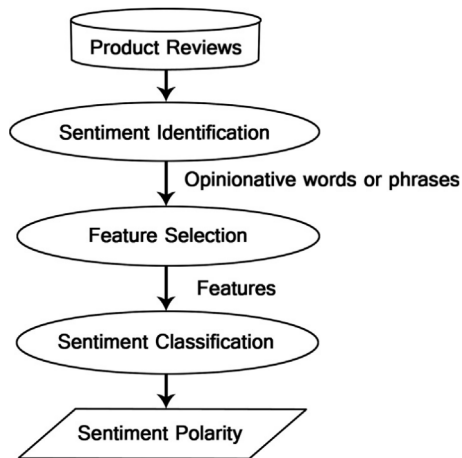 Product Reviews
Sentiment Identification
Opinionative words or phrases
Feature Selection
Features
Sentiment Classification
Sentiment Polarity